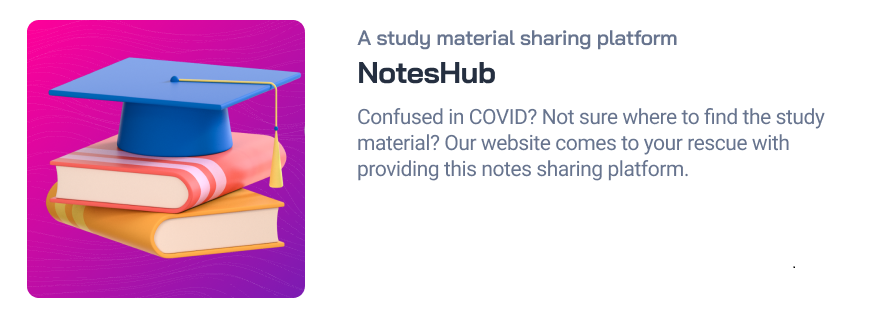 A study material sharing platform
NotesHub
Confused in COVID? Not sure where to find the study
material? Our website comes to your rescue with
providing this notes sharing platform.
.